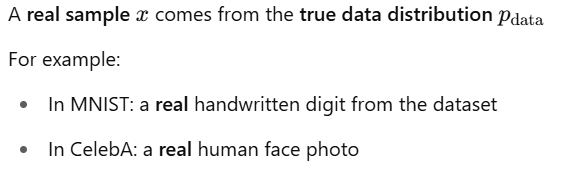 A real sample x comes from the true data distribution p_data
For example:
• In MNIST: a real handwritten digit from the dataset
• In CelebA: a real human face photo